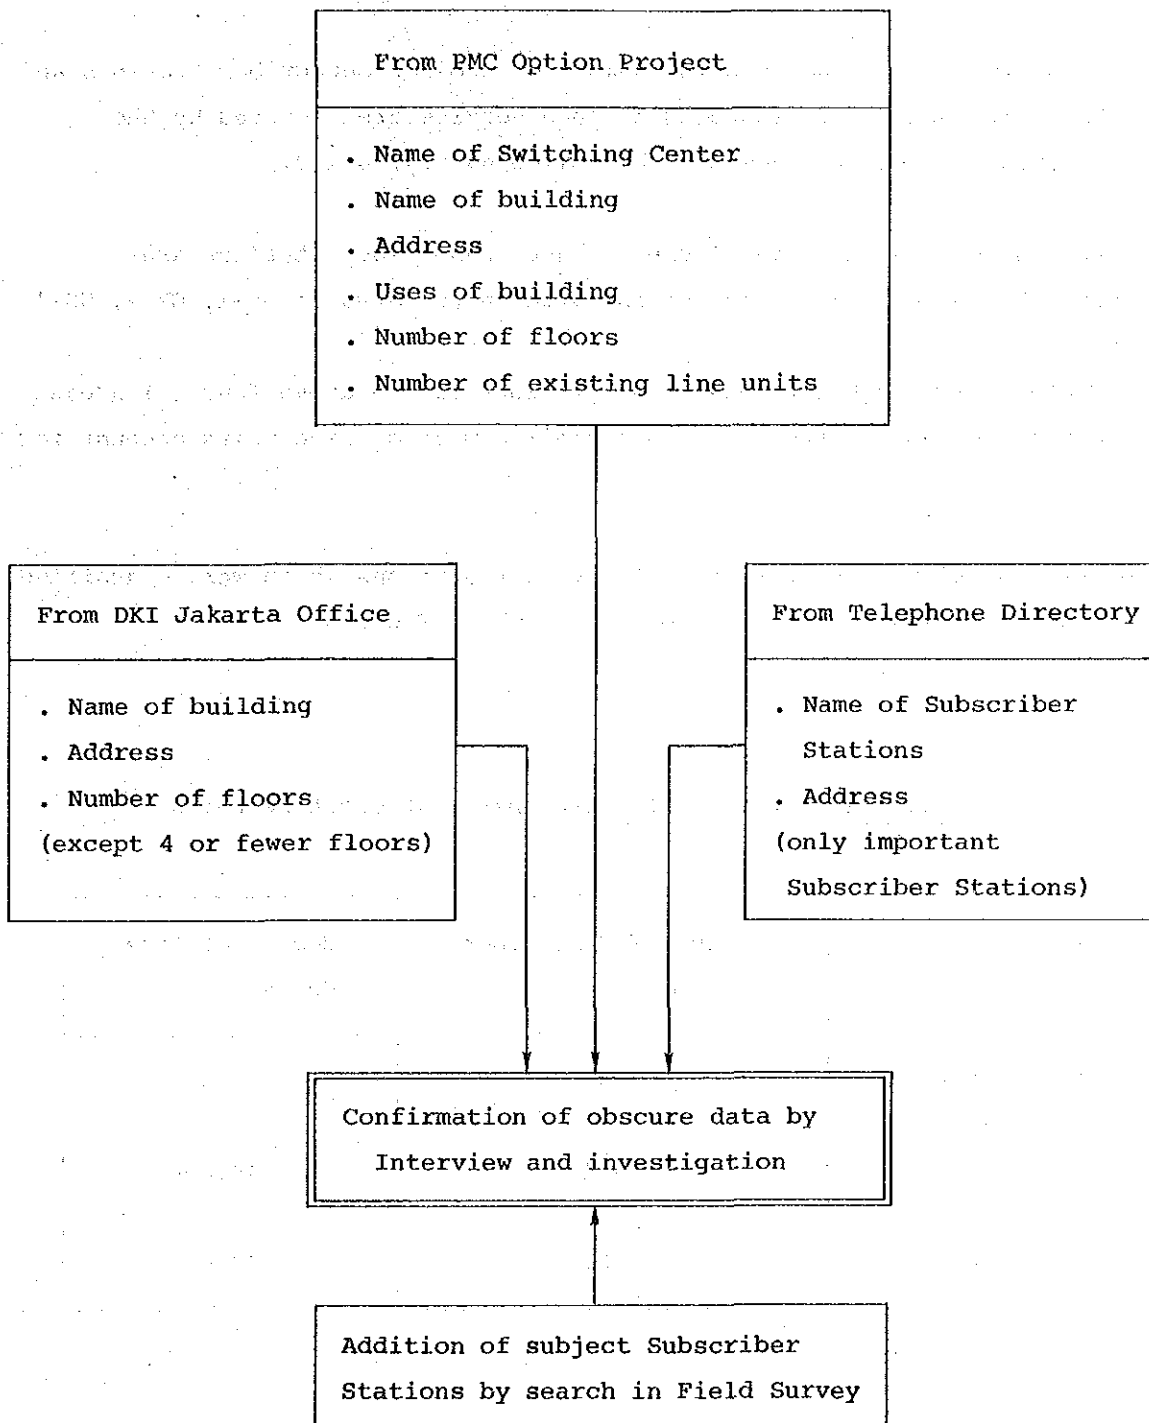 From PMC Option Project
. Name of Switching Center
. Name of building
. Address
. Uses of building
. Number of floors
. Number of existing line units
From DKI Jakarta Office
. Name of building
. Address
. Number of floors
(except 4 or fewer floors)
From Telephone Directory
. Name of Subscriber
Stations
. Address
(only important
Subscriber Stations)
Confirmation of obscure data by
Interview and investigation
Addition of subject Subscriber
Stations by search in Field Survey